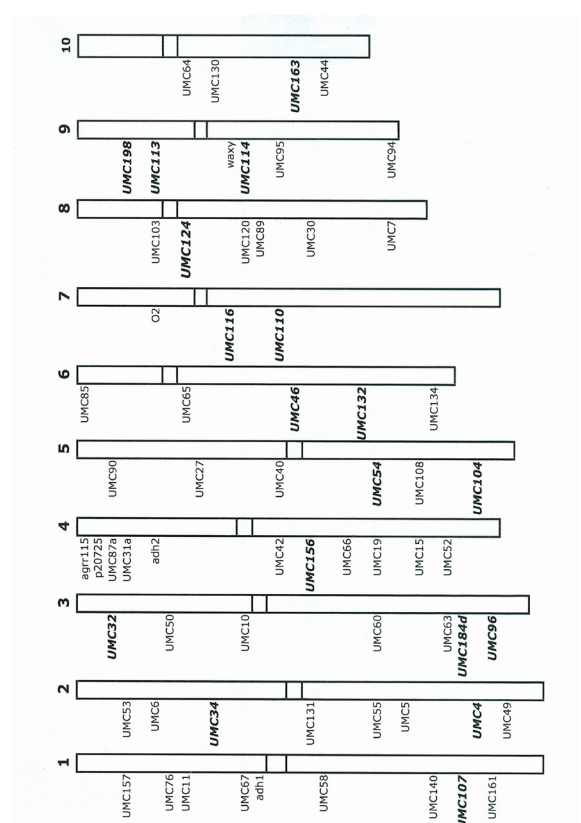 10
UMC64
UMC130
UMC163
UMC44
9
UMC198
UMC113
waxy
UMC114
UMC95
UMC94
8
UMC103
UMC124
UMC120
UMC89
UMC30
UMC7
7
O2
UMC116
UMC110
6
UMC85
UMC65
UMC46
UMC132
UMC134
5
UMC90
UMC27
UMC40
UMC54
UMC108
UMC104
4
agrr115
p20725
UMC87a
UMC31a
adh2
UMC42
UMC156
UMC66
UMC19
UMC15
UMC52
3
UMC32
UMC50
UMC10
UMC60
UMC63
UMC184d
UMC96
2
UMC53
UMC6
UMC34
UMC131
UMC55
UMC5
UMC4
UMC49
1
UMC157
UMC76
UMC11
UMC67
adh1
UMC58
UMC140
UMC107
UMC161